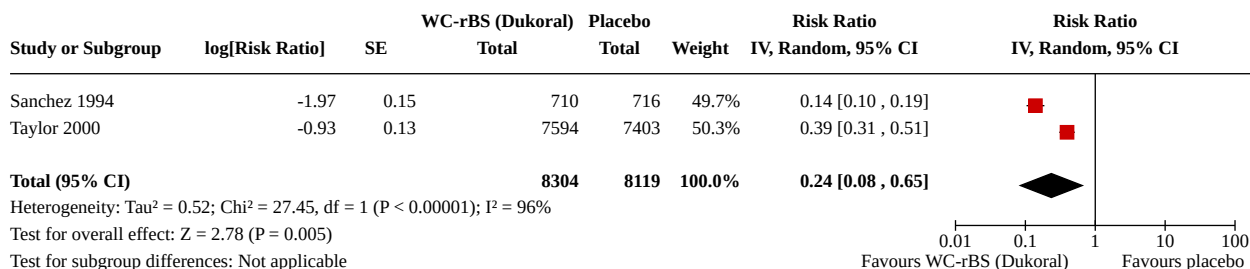 WC-rBS (Dukoral) Placebo Risk Ratio Risk Ratio
Study or Subgroup log[Risk Ratio] SE Total Total Weight IV, Random, 95% CI IV, Random, 95% CI
Sanchez 1994 -1.97 0.15 710 716 49.7% 0.14 [0.10 , 0.19]
Taylor 2000 -0.93 0.13 7594 7403 50.3% 0.39 [0.31 , 0.51]
Total (95% CI) 8304 8119 100.0% 0.24 [0.08 , 0.65]
Heterogeneity: Tau² = 0.52; Chi² = 27.45, df = 1 (P < 0.00001); I² = 96%
Test for overall effect: Z = 2.78 (P = 0.005) 0.01 0.1 1 10 100
Test for subgroup differences: Not applicable Favours WC-rBS (Dukoral) Favours placebo